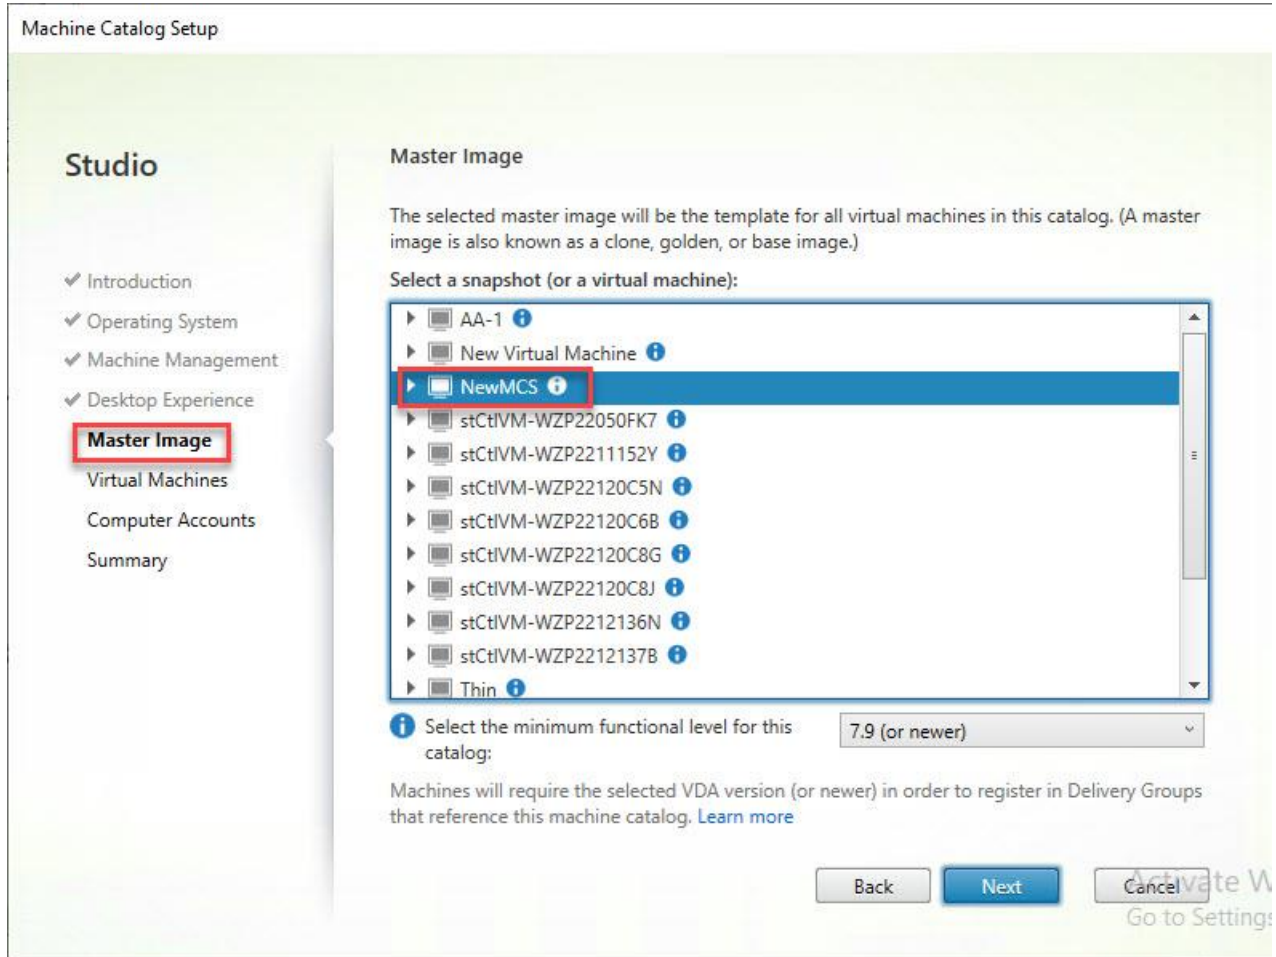 Machine Catalog Setup
Studio
Introduction
Operating System
Machine Management
Desktop Experience
Master Image
Virtual Machines
Computer Accounts
Summary
Master Image
The selected master image will be the template for all virtual machines in this catalog. (A master
image is also known as a clone, golden, or base image.)
Select a snapshot (or a virtual machine):
AA-1
New Virtual Machine
NewMCS
stCtlVM-WZP22050FK7
stCtlVM-WZP2211152Y
stCtlVM-WZP22120C5N
stCtlVM-WZP22120C6B
stCtlVM-WZP22120C8G
stCtlVM-WZP22120C8J
stCtlVM-WZP2212136N
stCtlVM-WZP2212137B
Thin
Select the minimum functional level for this
catalog:
7.9 (or newer)
Machines will require the selected VDA version (or newer) in order to register in Delivery Groups
that reference this machine catalog. Learn more
Back
Next
Cancel
Activate W
Go to Settings